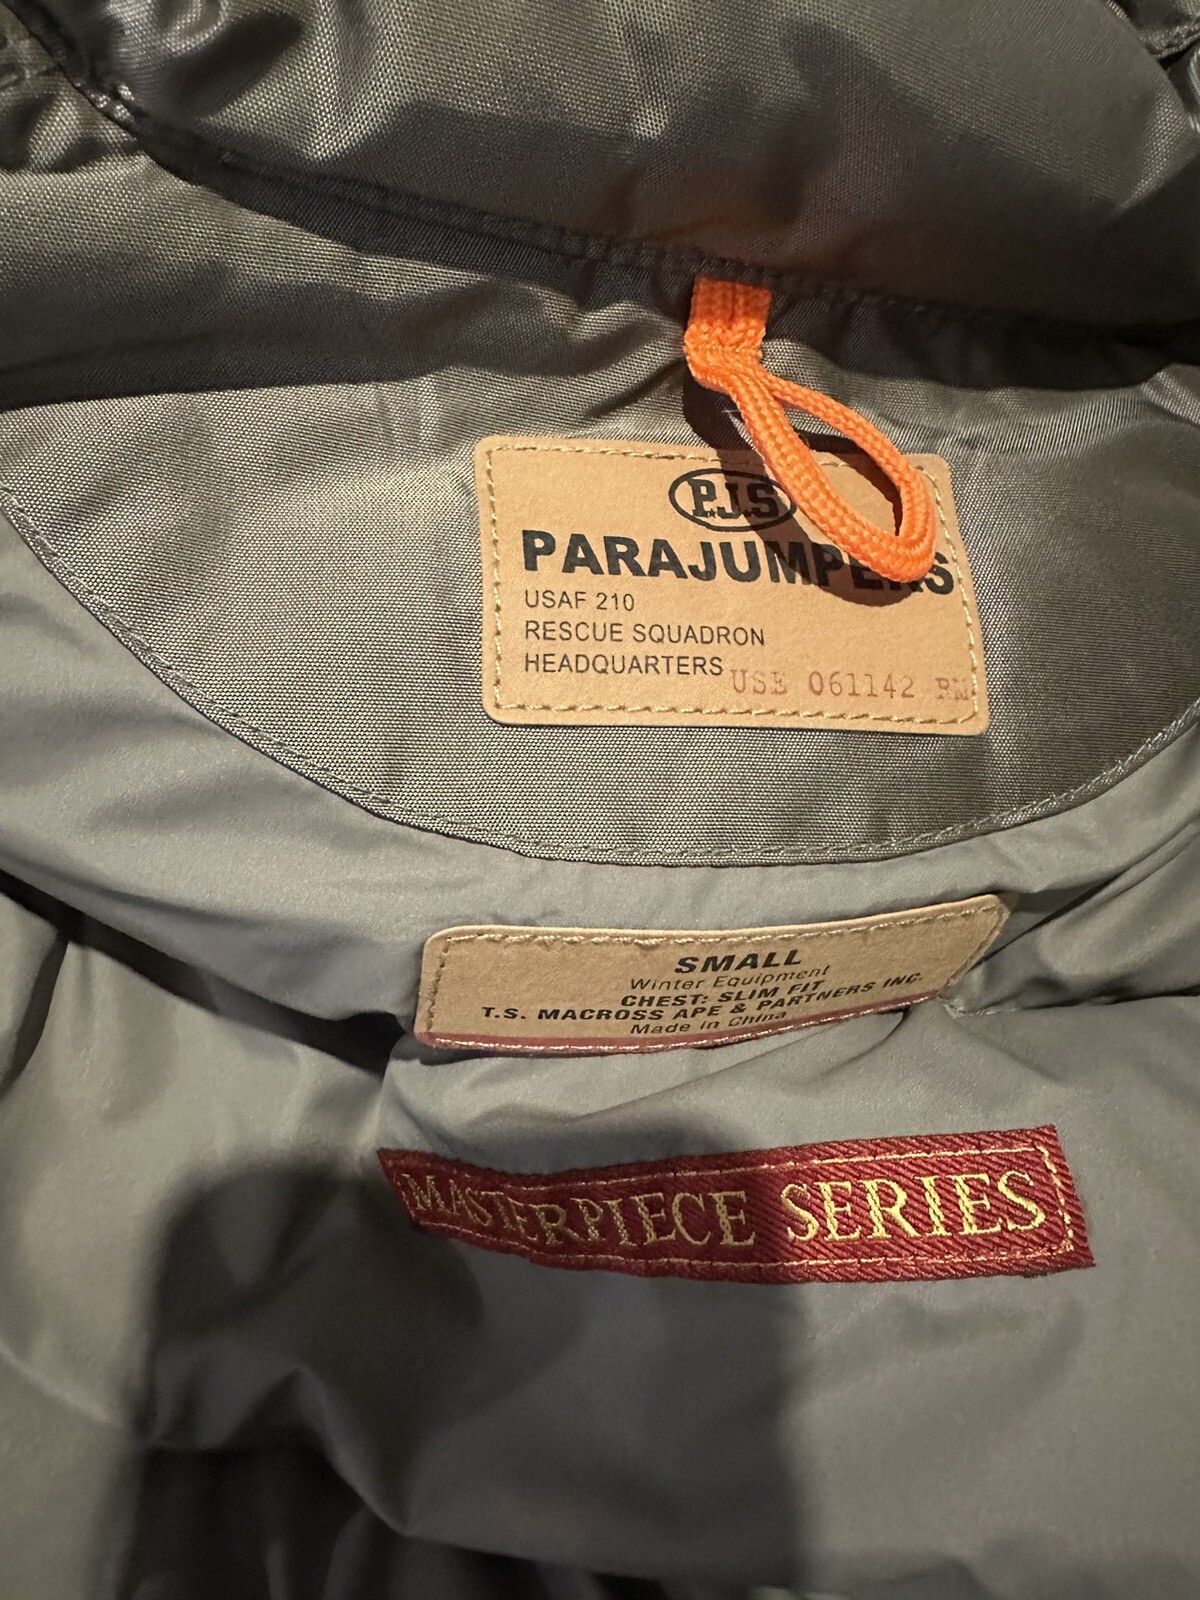 P.J.S
PARAJUMPERS
USAF 210
RESCUE SQUADRON
HEADQUARTERS
USE 061142 RM
SMALL
Winter Equipment
CHEST: SLIM FIT
T.S. MACROSS APE & PARTNERS INC.
Made in China
MASTERPIECE SERIES